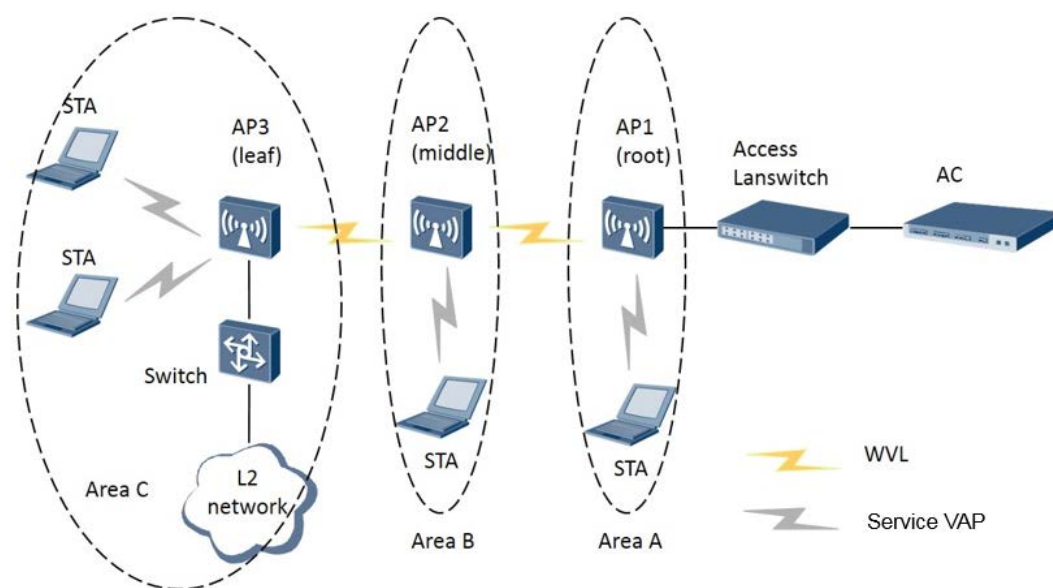 STA
AP3
(leaf)
AP2
(middle)
AP1
(root)
Access
Lanswitch
AC
STA
Switch
STA
STA
L2
network
Area C
Area B
Area A
WVL
Service VAP